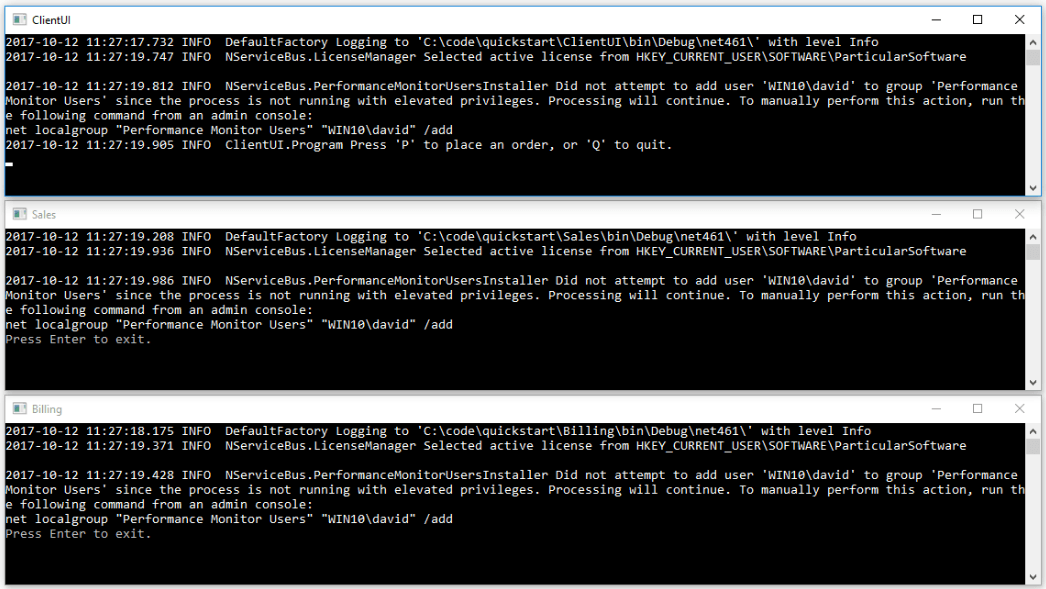 ClientUI
2017-10-12 11:27:17.732 INFO  DefaultFactory Logging to 'C:\code\quickstart\ClientUI\bin\Debug\net461\' with level Info
2017-10-12 11:27:19.747 INFO  NServiceBus.LicenseManager Selected active license from HKEY_CURRENT_USER\SOFTWARE\ParticularSoftware
2017-10-12 11:27:19.812 INFO  NServiceBus.PerformanceMonitorUsersInstaller Did not attempt to add user 'WIN10\david' to group 'Performance
Monitor Users' since the process is not running with elevated privileges. Processing will continue. To manually perform this action, run th
e following command from an admin console:
net localgroup "Performance Monitor Users" "WIN10\david" /add
2017-10-12 11:27:19.905 INFO  ClientUI.Program Press 'P' to place an order, or 'Q' to quit.
Sales
2017-10-12 11:27:19.208 INFO  DefaultFactory Logging to 'C:\code\quickstart\Sales\bin\Debug\net461\' with level Info
2017-10-12 11:27:19.936 INFO  NServiceBus.LicenseManager Selected active license from HKEY_CURRENT_USER\SOFTWARE\ParticularSoftware
2017-10-12 11:27:19.986 INFO  NServiceBus.PerformanceMonitorUsersInstaller Did not attempt to add user 'WIN10\david' to group 'Performance
Monitor Users' since the process is not running with elevated privileges. Processing will continue. To manually perform this action, run th
e following command from an admin console:
net localgroup "Performance Monitor Users" "WIN10\david" /add
Press Enter to exit.
Billing
2017-10-12 11:27:18.175 INFO  DefaultFactory Logging to 'C:\code\quickstart\Billing\bin\Debug\net461\' with level Info
2017-10-12 11:27:19.371 INFO  NServiceBus.LicenseManager Selected active license from HKEY_CURRENT_USER\SOFTWARE\ParticularSoftware
2017-10-12 11:27:19.428 INFO  NServiceBus.PerformanceMonitorUsersInstaller Did not attempt to add user 'WIN10\david' to group 'Performance
Monitor Users' since the process is not running with elevated privileges. Processing will continue. To manually perform this action, run th
e following command from an admin console:
net localgroup "Performance Monitor Users" "WIN10\david" /add
Press Enter to exit.